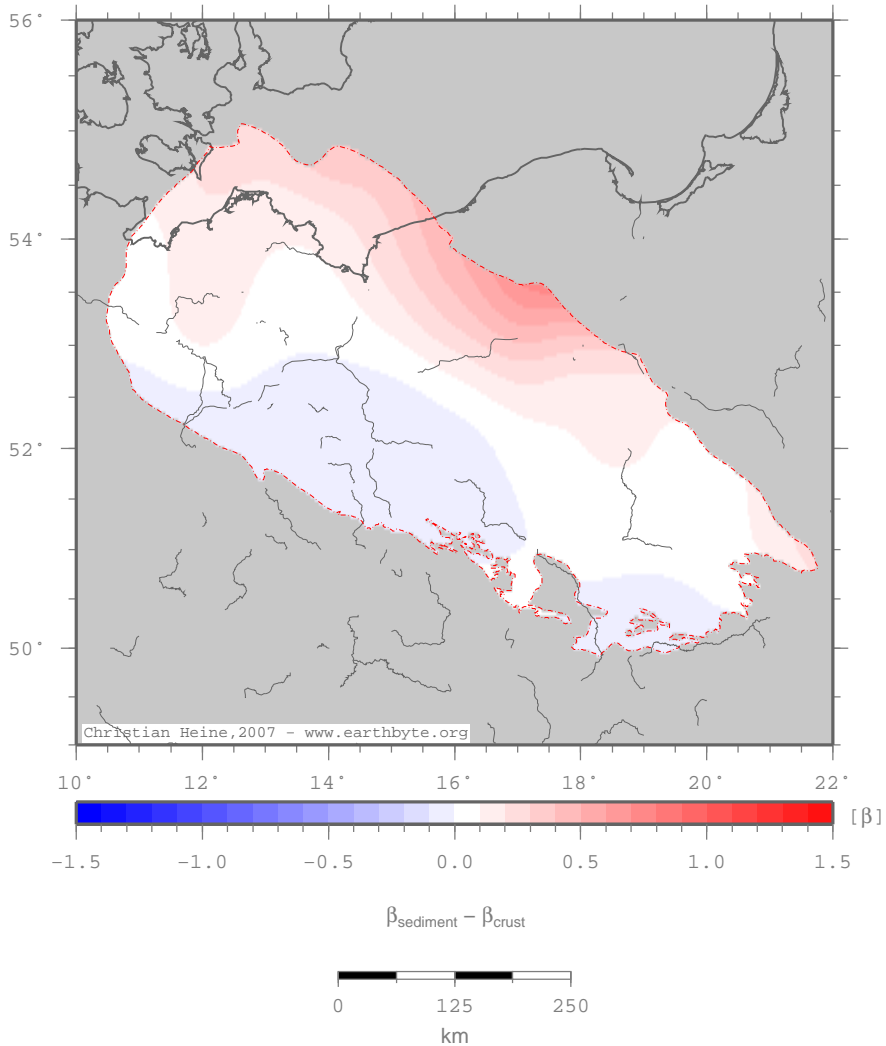 56°
54°
52°
50°
Christian Heine,2007 - www.earthbyte.org
10° 12° 14° 16° 18° 20° 22°
[β]
-1.5 -1.0 -0.5 0.0 0.5 1.0 1.5
βsediment – βcrust
0 125 250
km